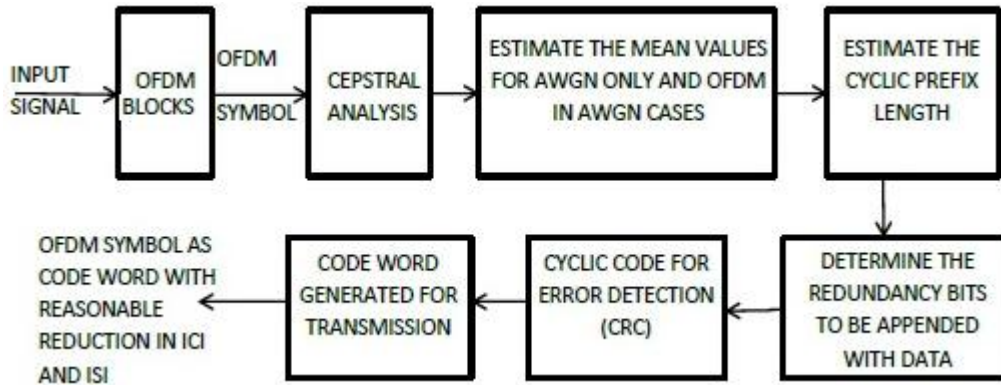 INPUT
SIGNAL
OFDM
BLOCKS
OFDM
SYMBOL
CEPSTRAL
ANALYSIS
ESTIMATE THE MEAN VALUES
FOR AWGN ONLY AND OFDM
IN AWGN CASES
ESTIMATE THE
CYCLIC PREFIX
LENGTH
DETERMINE THE
REDUNDANCY BITS
TO BE APPENDED
WITH DATA
CYCLIC CODE FOR
ERROR DETECTION
(CRC)
CODE WORD
GENERATED FOR
TRANSMISSION
OFDM SYMBOL AS
CODE WORD WITH
REASONABLE
REDUCTION IN ICI
AND ISI